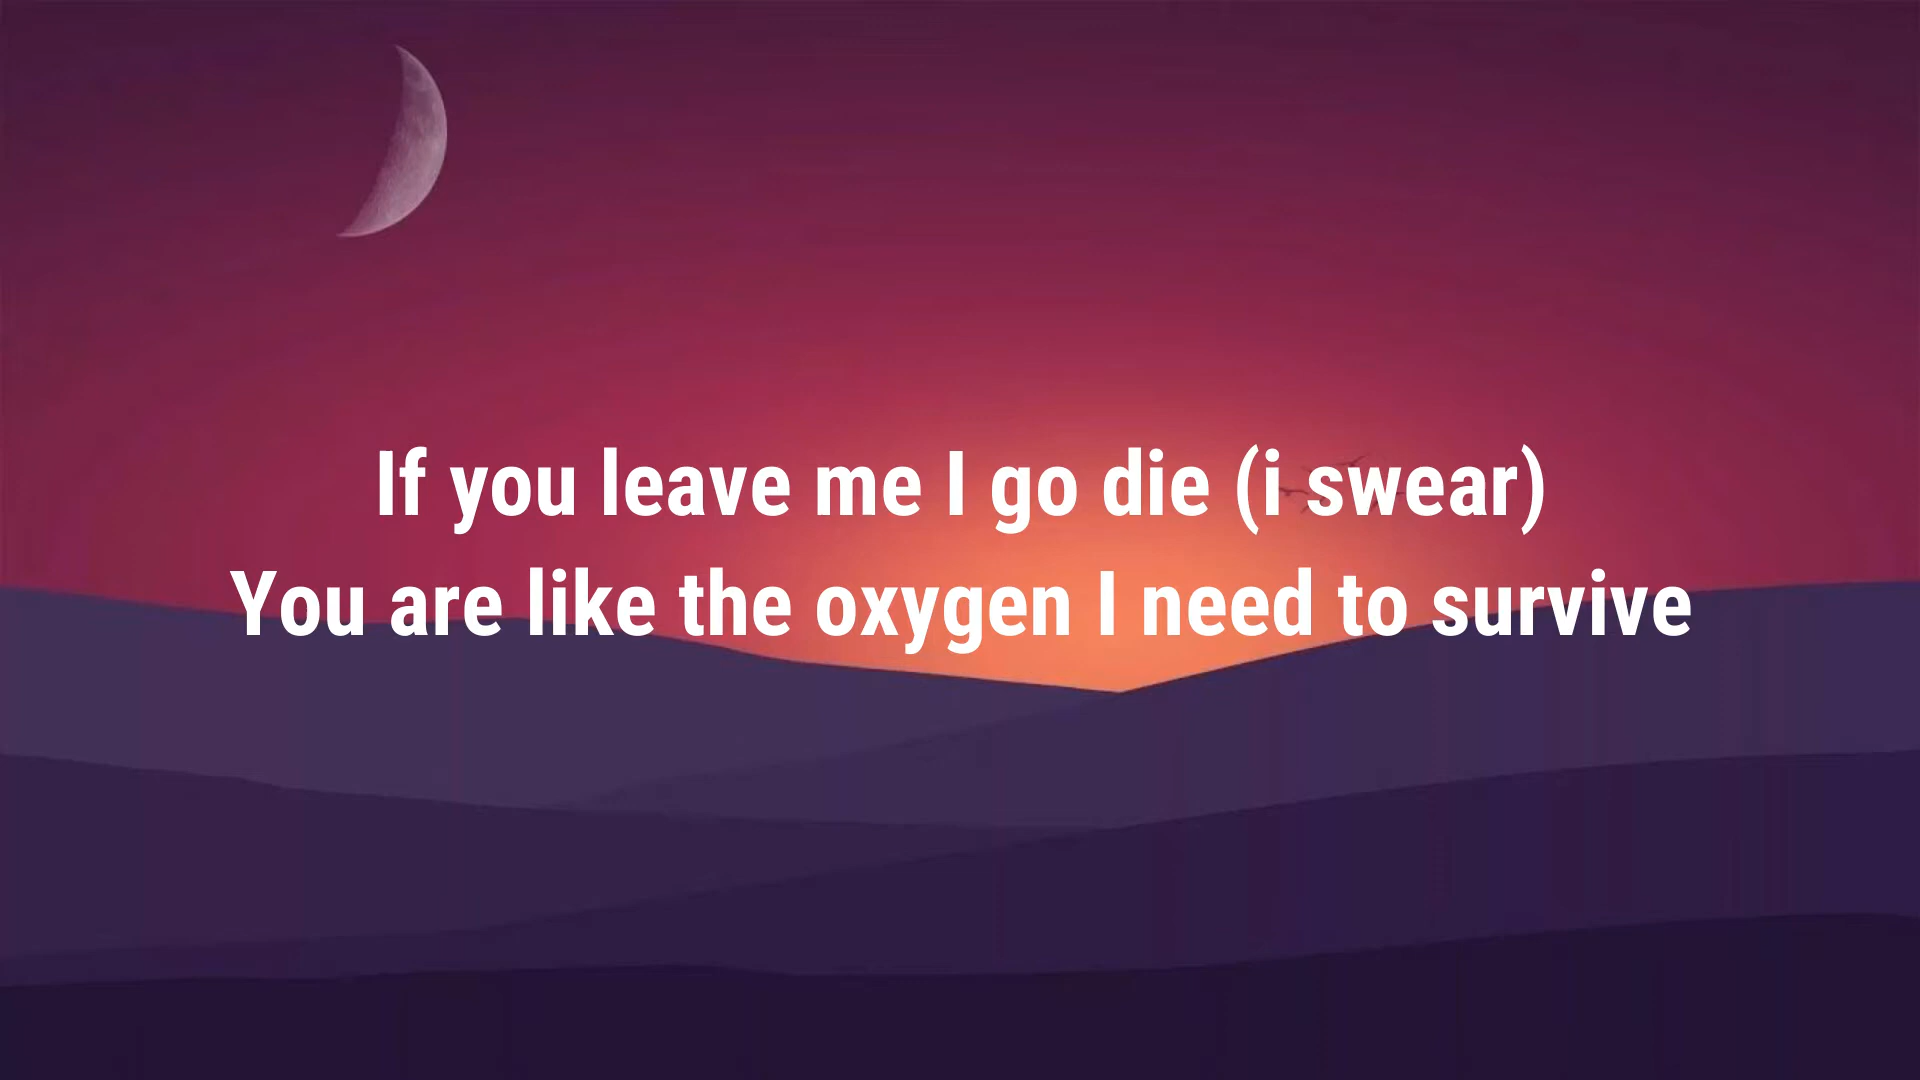 If you leave me I go die (i swear)
You are like the oxygen I need to survive